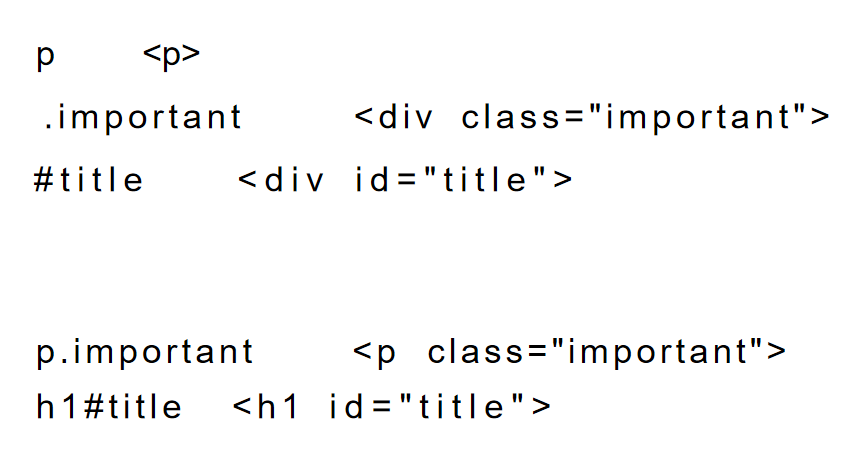 p <p>
.important <div class="important">
#title <div id="title">
p.important <p class="important">
h1#title <h1 id="title">